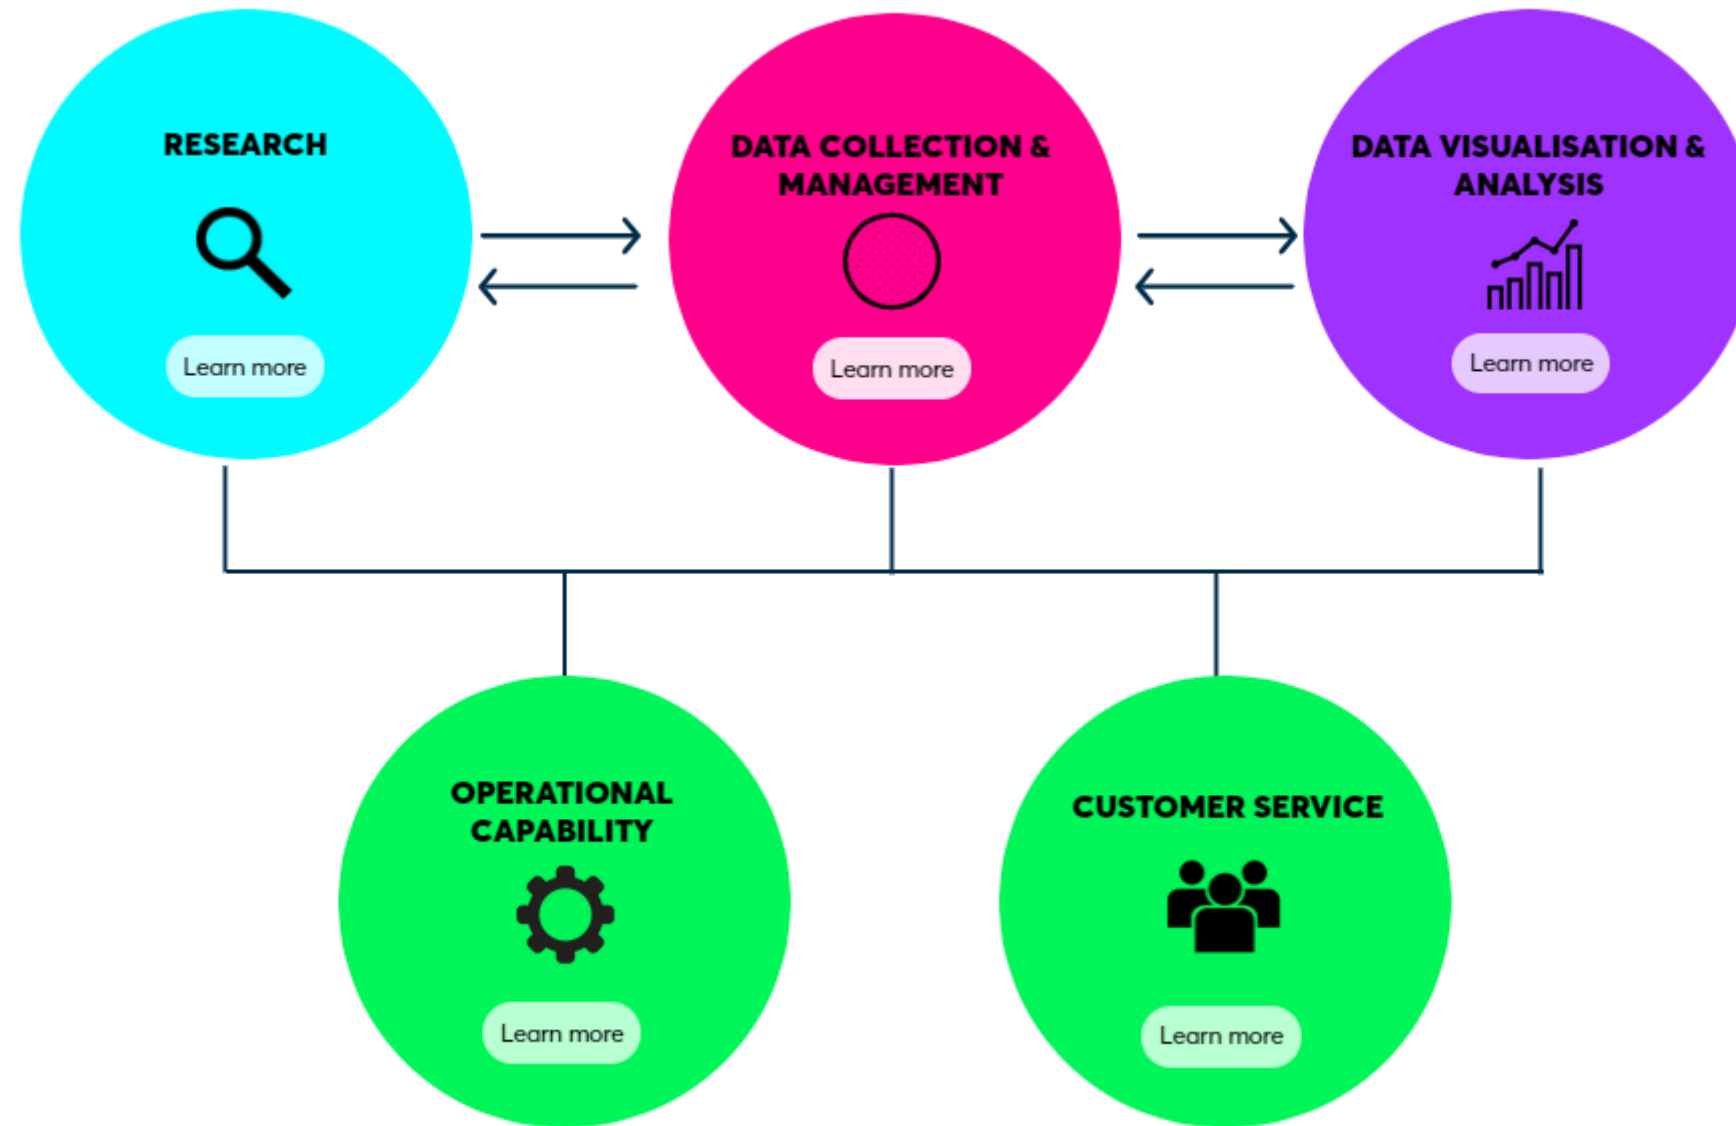 RESEARCH
Learn more
DATA COLLECTION &
MANAGEMENT
Learn more
DATA VISUALISATION &
ANALYSIS
Learn more
OPERATIONAL
CAPABILITY
Learn more
CUSTOMER SERVICE
Learn more